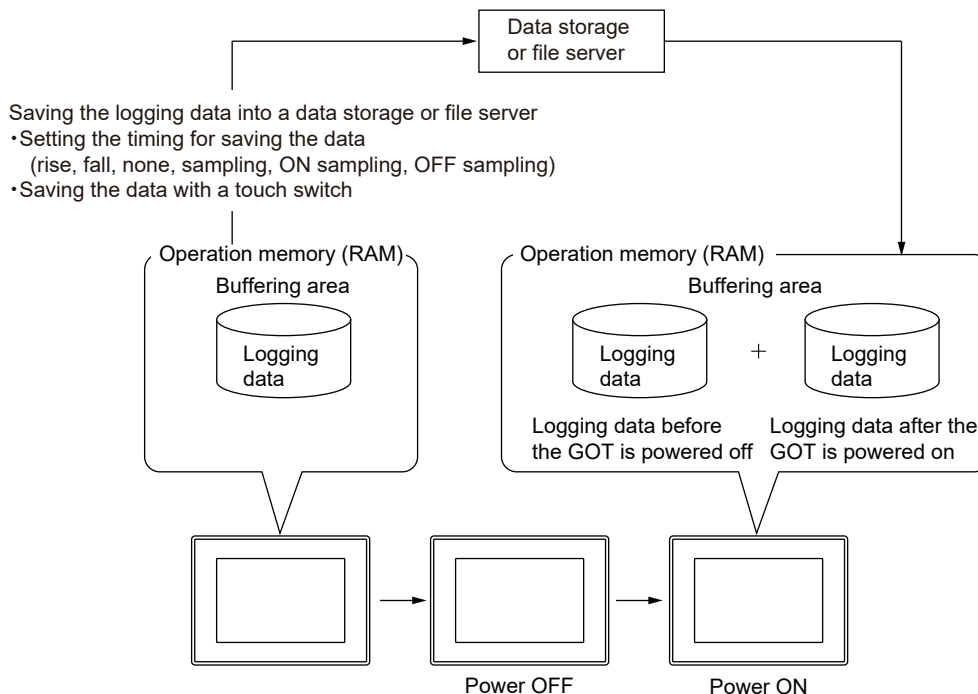 Data storage
or file server
Saving the logging data into a data storage or file server
・Setting the timing for saving the data
(rise, fall, none, sampling, ON sampling, OFF sampling)
・Saving the data with a touch switch
Operation memory (RAM)
Buffering area
Logging
data
Operation memory (RAM)
Buffering area
Logging
data
+
Logging
data
Logging data before
the GOT is powered off
Logging data after the
GOT is powered on
Power OFF
Power ON